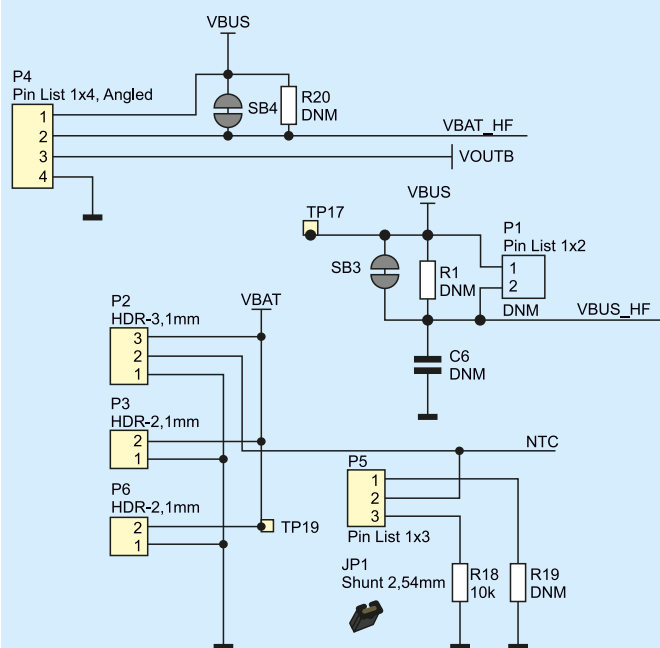 VBUS
P4
Pin List 1x4, Angled
1
2
3
4
SB4
R20
DNM
VBAT_HF
VOUTB
VBUS
TP17
P1
Pin List 1x2
1
2
DNM
SB3
R1
DNM
VBUS_HF
C6
DNM
VBAT
P2
HDR-3,1mm
3
2
1
P3
HDR-2,1mm
2
1
P6
HDR-2,1mm
2
1
TP19
NTC
P5
1
2
3
Pin List 1x3
JP1
Shunt 2,54mm
R18
10k
R19
DNM